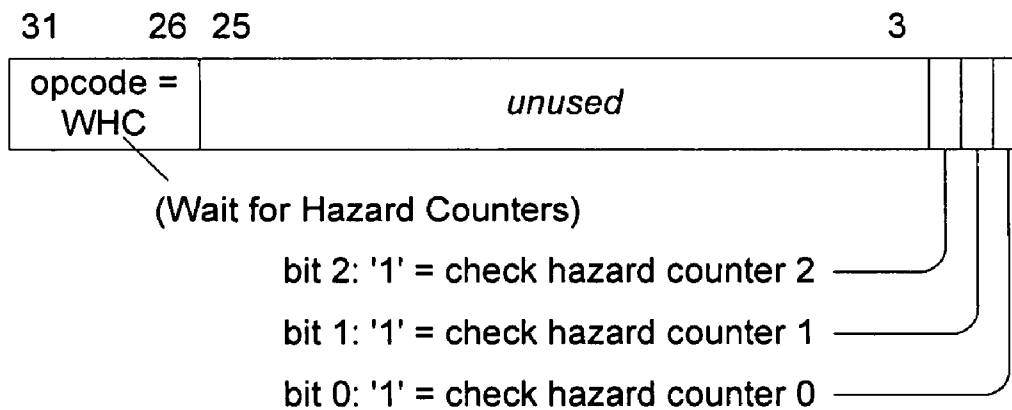 31 26 25 3
opcode =
WHC
unused
(Wait for Hazard Counters)
bit 2: '1' = check hazard counter 2
bit 1: '1' = check hazard counter 1
bit 0: '1' = check hazard counter 0